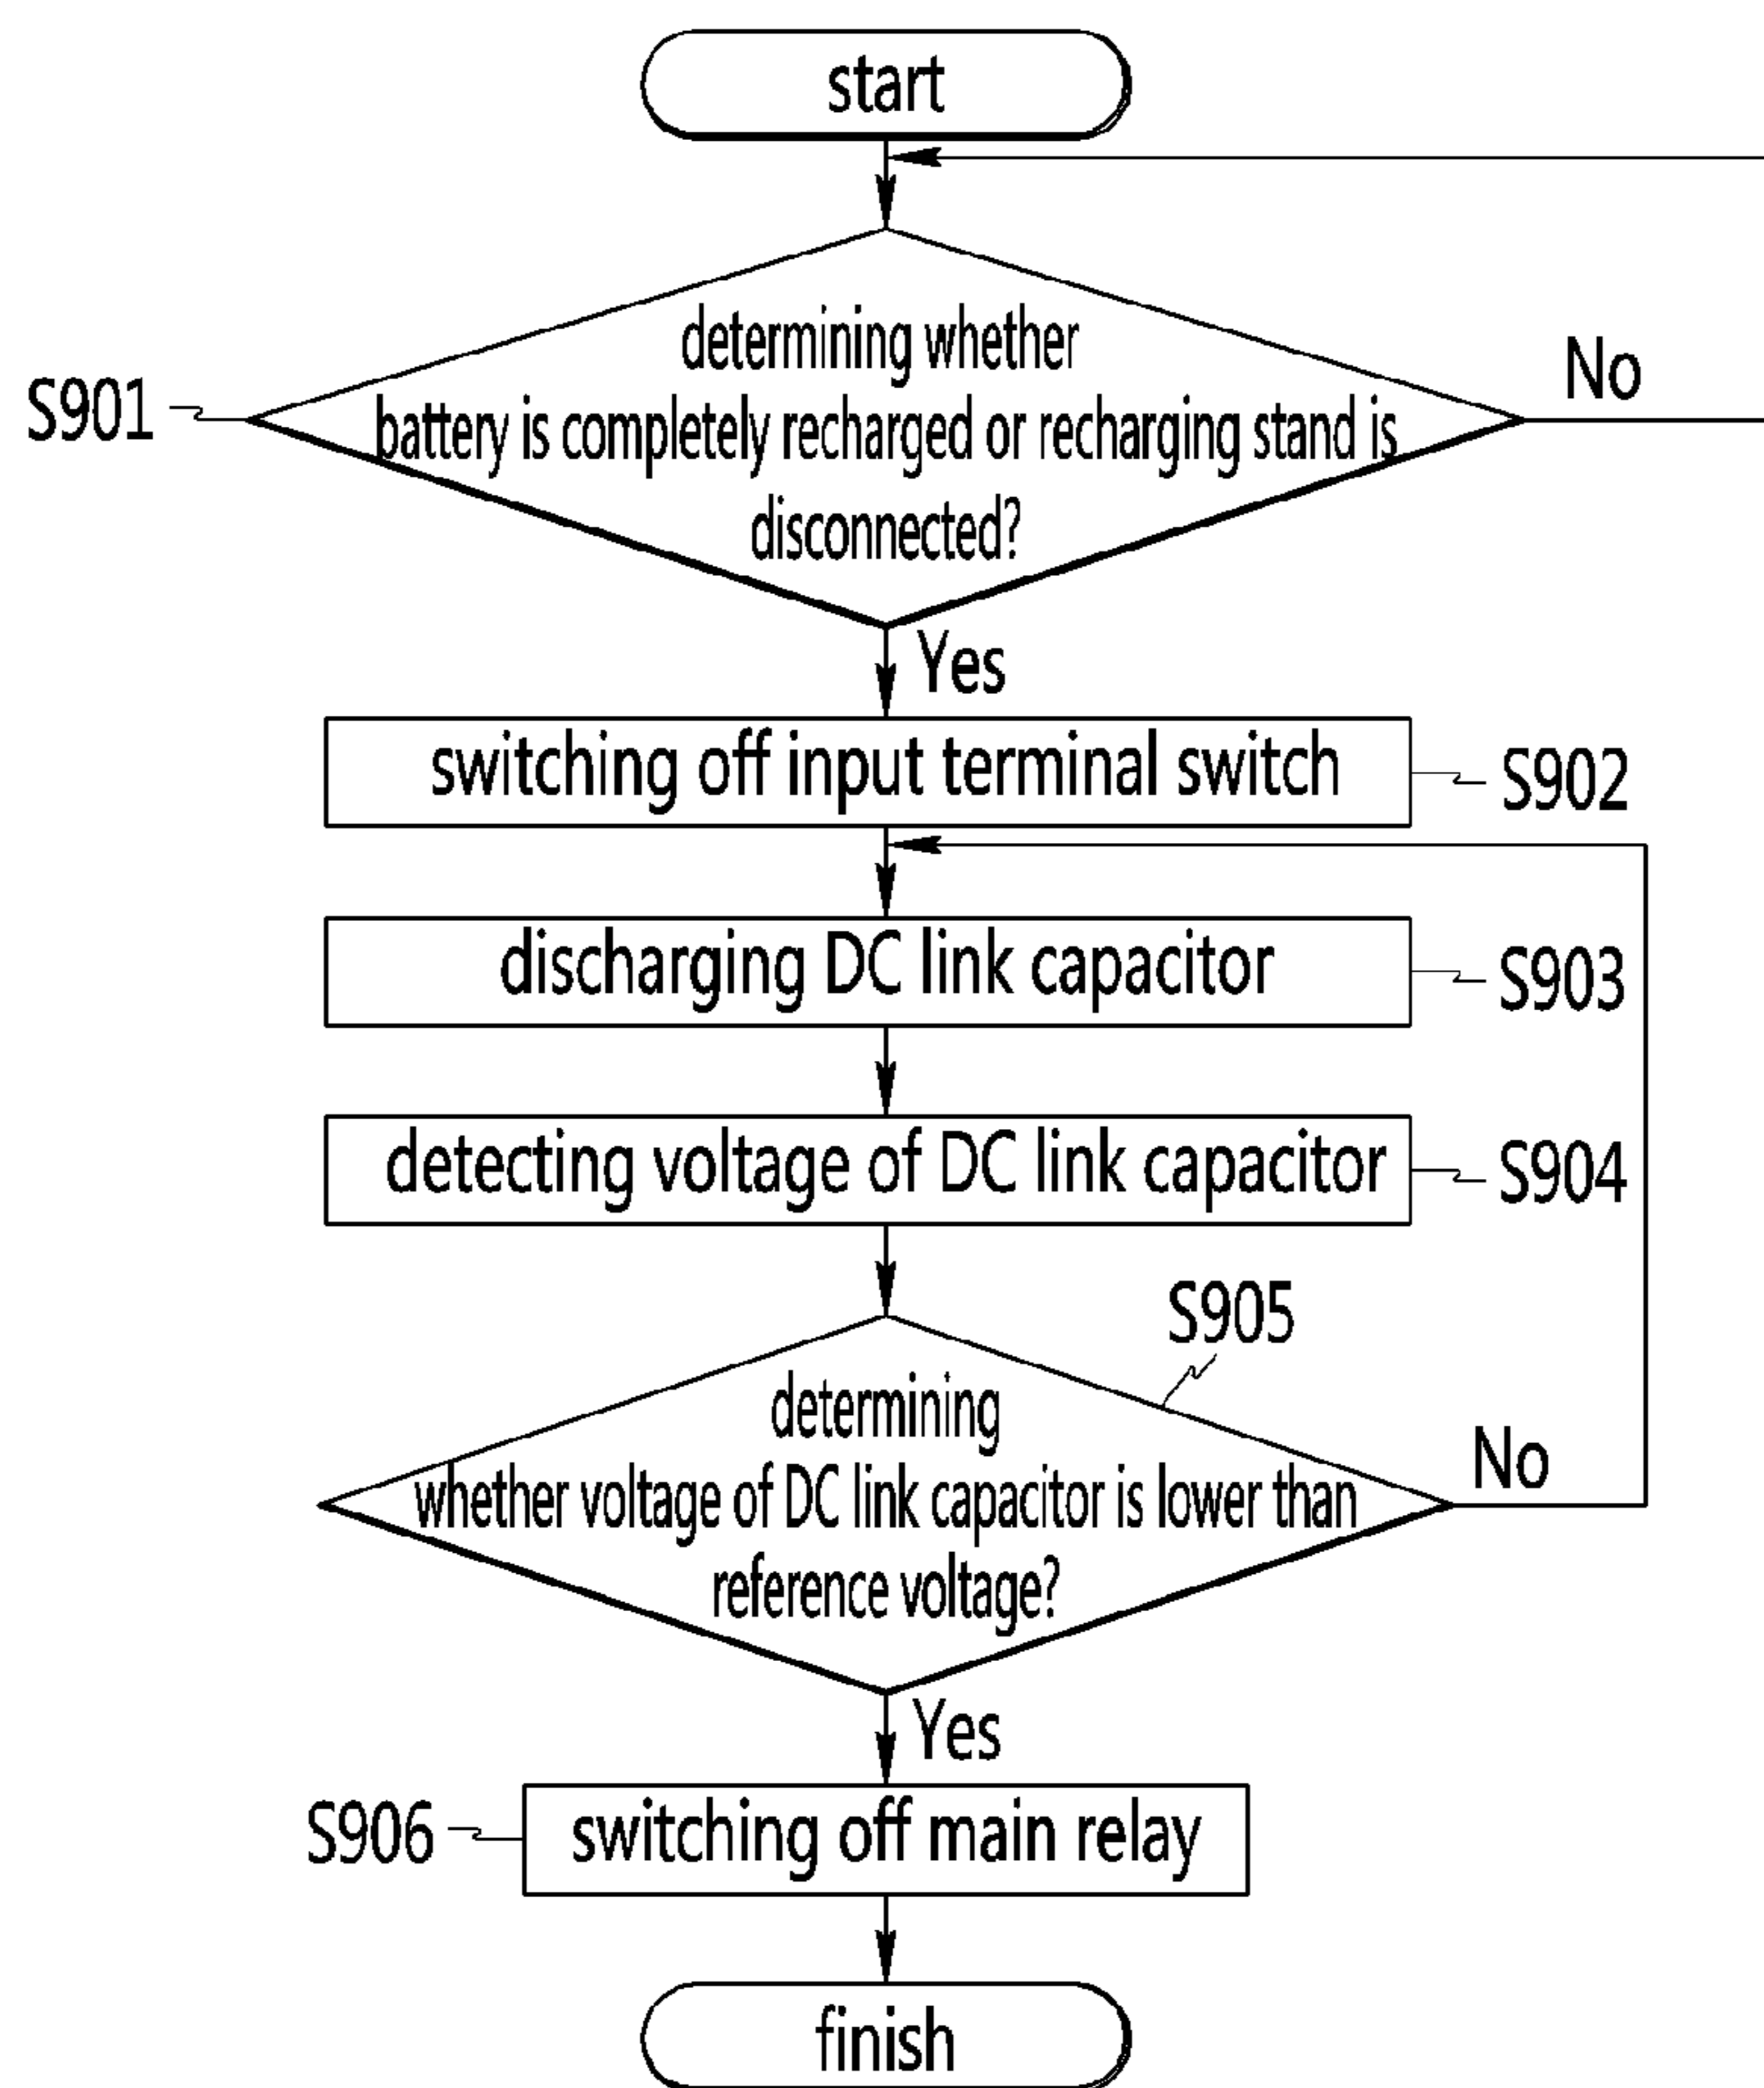 start
determining whether
battery is completely recharged or recharging stand is
disconnected?
No
S901
Yes
switching off input terminal switch
S902
discharging DC link capacitor
S903
detecting voltage of DC link capacitor
S904
S905
determining
whether voltage of DC link capacitor is lower than
reference voltage?
No
Yes
S906
switching off main relay
finish